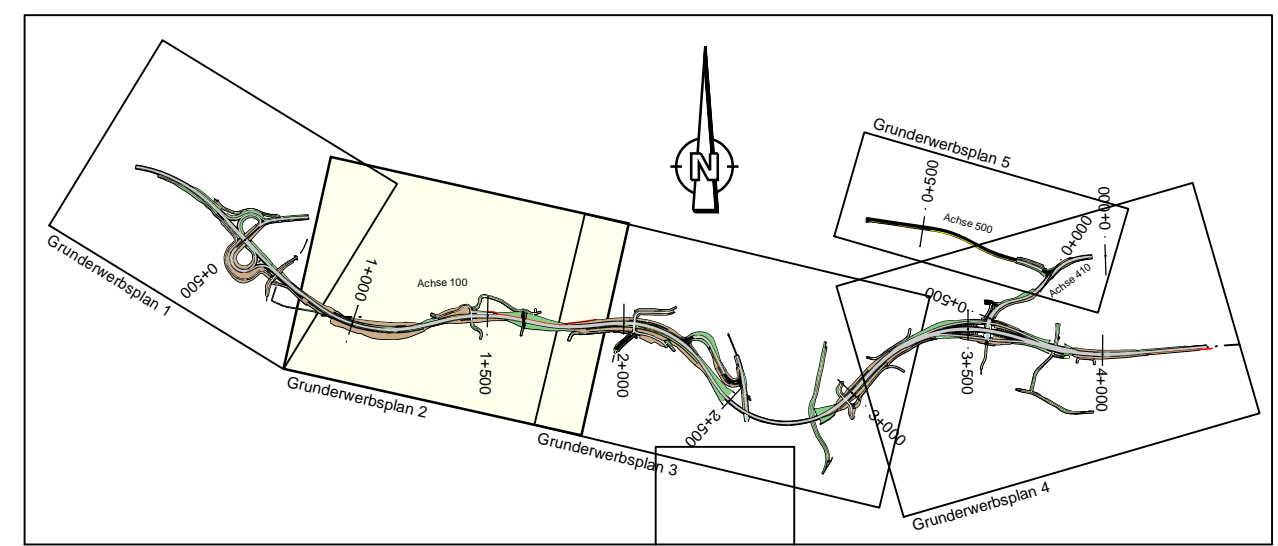 Grunderwerbsplan 1
0+500
1+000
Achse 100
1+500
Grunderwerbsplan 2
2+000
2+500
Grunderwerbsplan 3
N
Grunderwerbsplan 5
0+500
Achse 500
0+000
0+000
Achse 410
0+500
3+000
3+500
4+000
Grunderwerbsplan 4